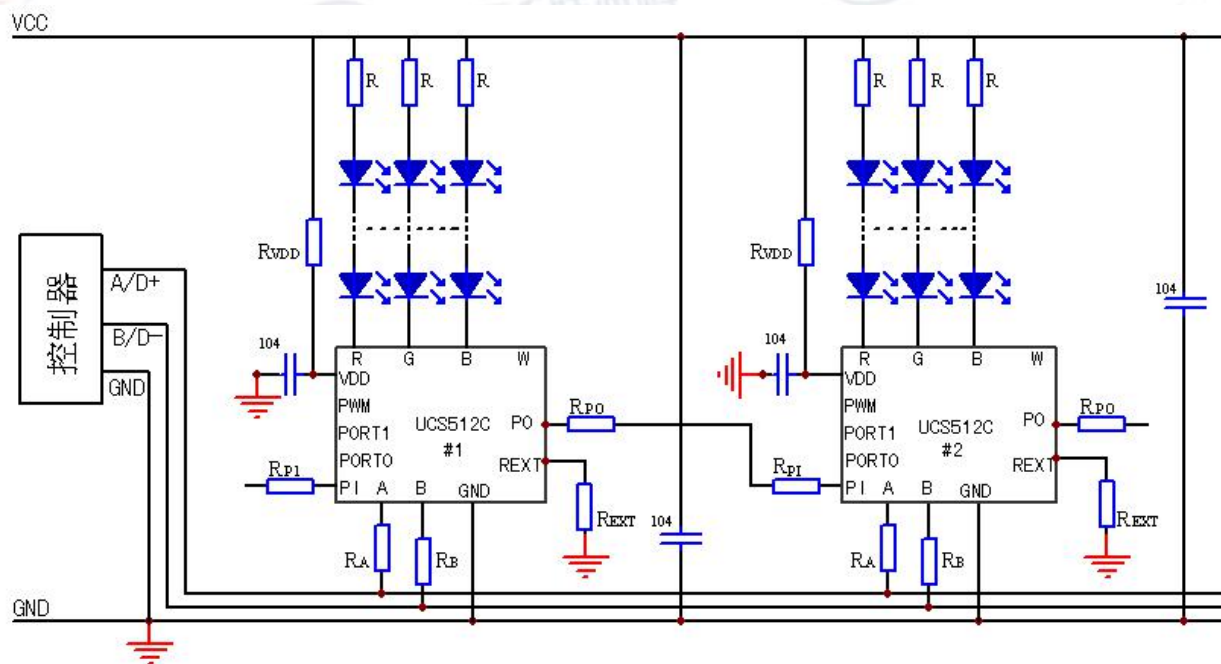 VCC
R R R R R R
RVDD RVDD
控制器
A/D+
B/D-
GND
104
104
104
R G B W
VDD
PWM
PORT1
PORT0
PI A B GND
UCS512C
#1
PO
REXT
RPO
RPI
RPI
REXT
RA RB
104
R B W
G
VDD
PWM
PORT1
PORT0
PI A B GND
UCS512C
#2
PO
REXT
RPO
REXT
RA RB
GND